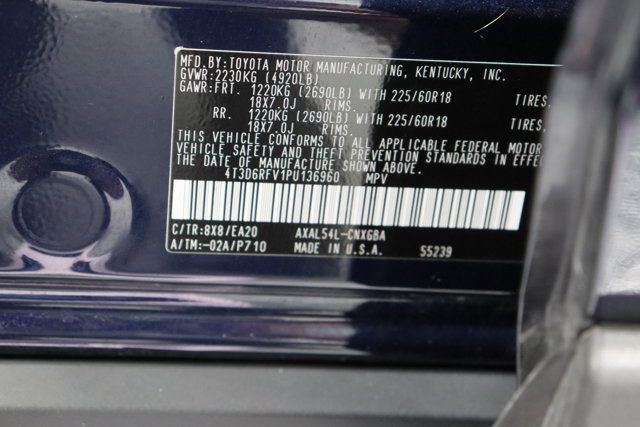 MFD.BY:TOYOTA MOTOR MANUFACTURING, KENTUCKY, INC.
GVWR:2230KG (4920LB)
GAWR:FRT. 1220KG (2690LB) WITH 225/60R18 TIRES.
18X7.0J RIMS.
RR. 1220KG (2690LB) WITH 225/60R18 TIRES.
18X7.0J RIMS.
THIS VEHICLE CONFORMS TO ALL APPLICABLE FEDERAL MOTOR
VEHICLE SAFETY AND THEFT PREVENTION STANDARDS IN EFFE
THE DATE OF MANUFACTURE SHOWN ABOVE.
4T3D6RFV1PU136960 MPV
C/TR:8X8/EA20 AXAL54L-CNXGBA
A/TM:-02A/P710 MADE IN U.S.A. 55239